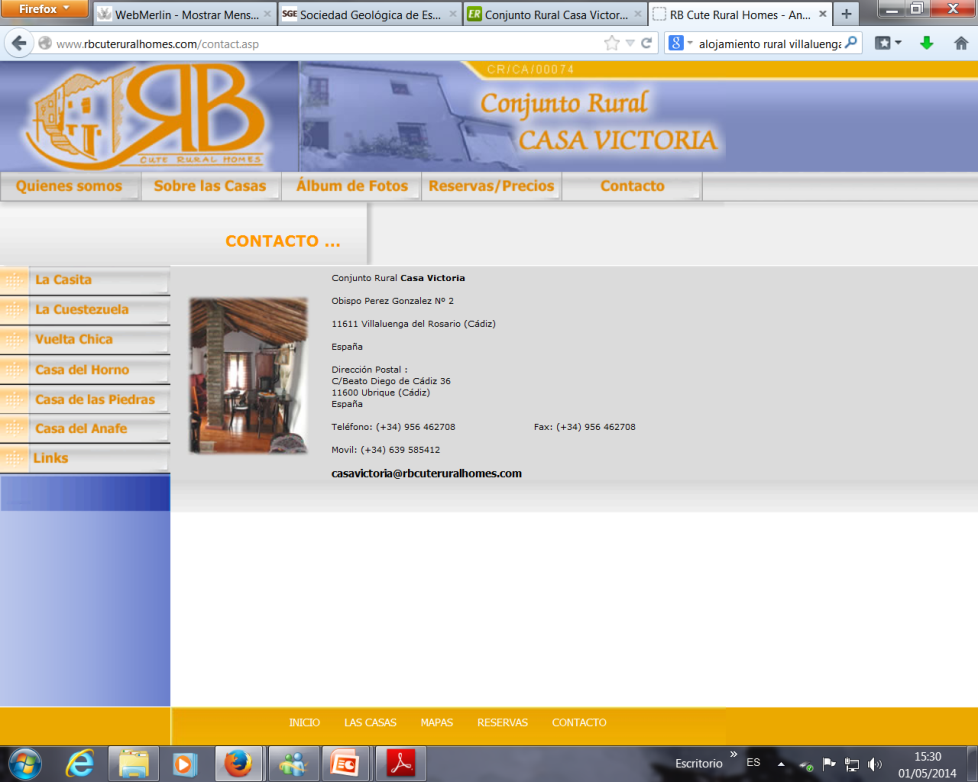 Firefox
WebMerlin - Mostrar Mens...
SGE Sociedad Geológica de Es...
ER Conjunto Rural Casa Victor...
RB Cute Rural Homes - An...
www.rbcuteruralhomes.com/contact.asp
8 alojamiento rural villaluenga
CR/CA/00074
RB
CUTE RURAL HOMES
Conjunto Rural
CASA VICTORIA
Quienes somos
Sobre las Casas
Álbum de Fotos
Reservas/Precios
Contacto
CONTACTO ...
La Casita
La Cuestezuela
Vuelta Chica
Casa del Horno
Casa de las Piedras
Casa del Anafe
Links
Conjunto Rural Casa Victoria
Obispo Perez Gonzalez Nº 2
11611 Villaluenga del Rosario (Cádiz)
España
Dirección Postal :
C/Beato Diego de Cádiz 36
11600 Ubrique (Cádiz)
España
Teléfono: (+34) 956 462708 Fax: (+34) 956 462708
Movil: (+34) 639 585412
casavictoria@rbcuteruralhomes.com
INICIO LAS CASAS MAPAS RESERVAS CONTACTO
Escritorio » ES 15:30
01/05/2014